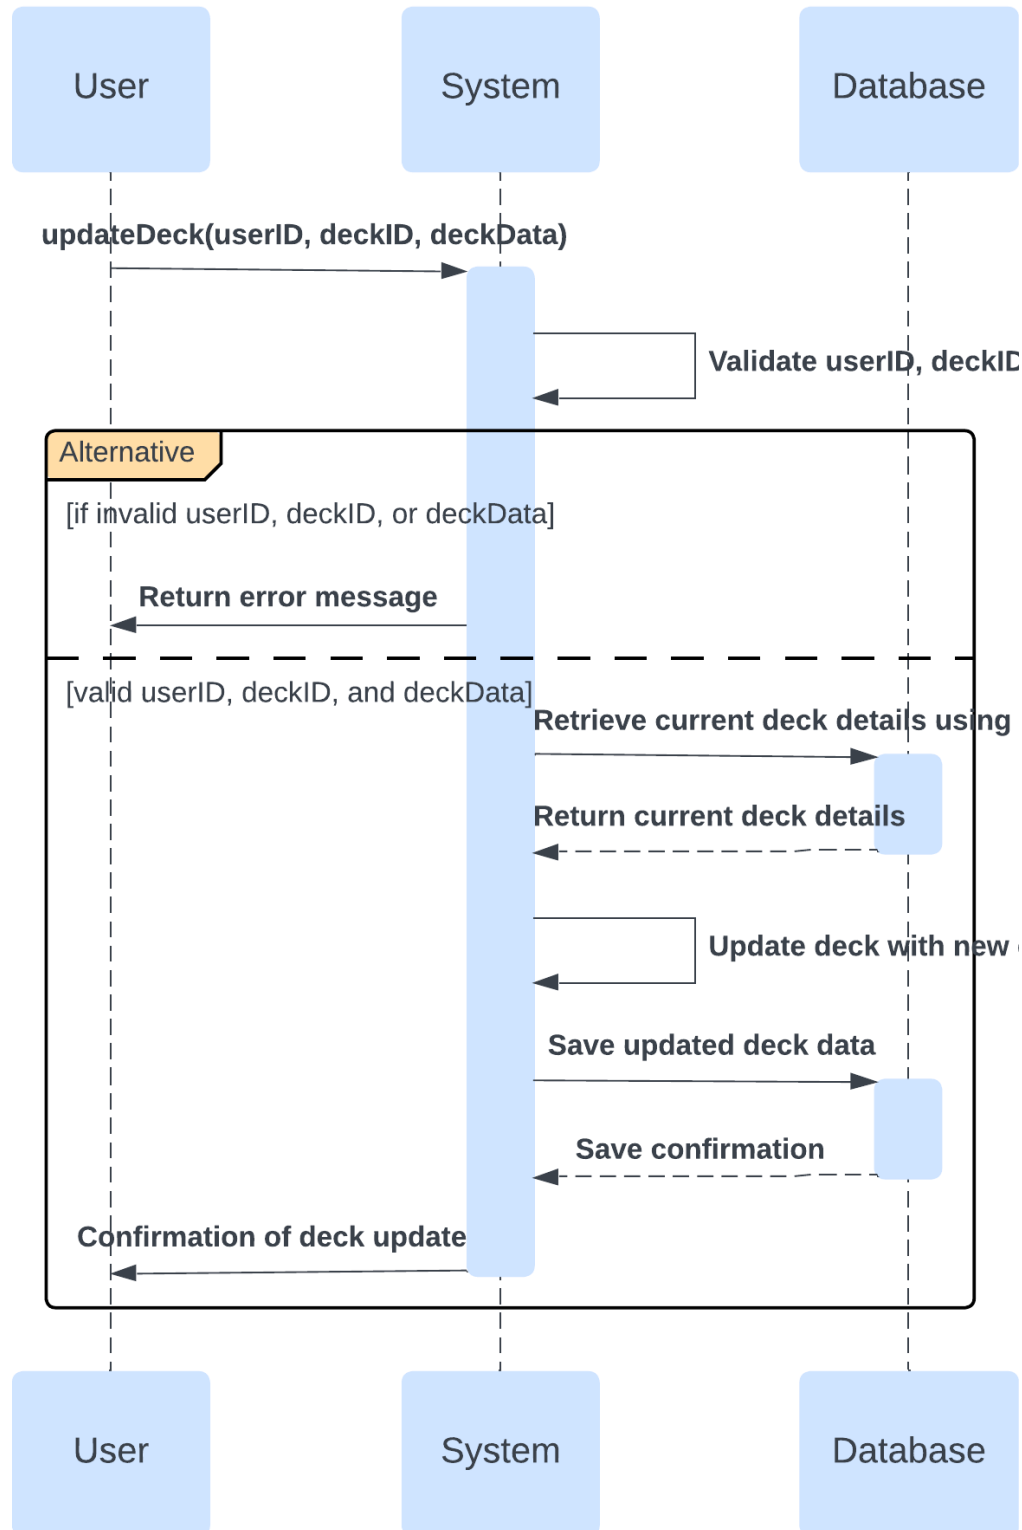 User
System
Database
updateDeck(userID, deckID, deckData)
Validate userID, deckID
Alternative
[if invalid userID, deckID, or deckData]
Return error message
[valid userID, deckID, and deckData]
Retrieve current deck details using
Return current deck details
Update deck with new
Save updated deck data
Save confirmation
Confirmation of deck update
User
System
Database